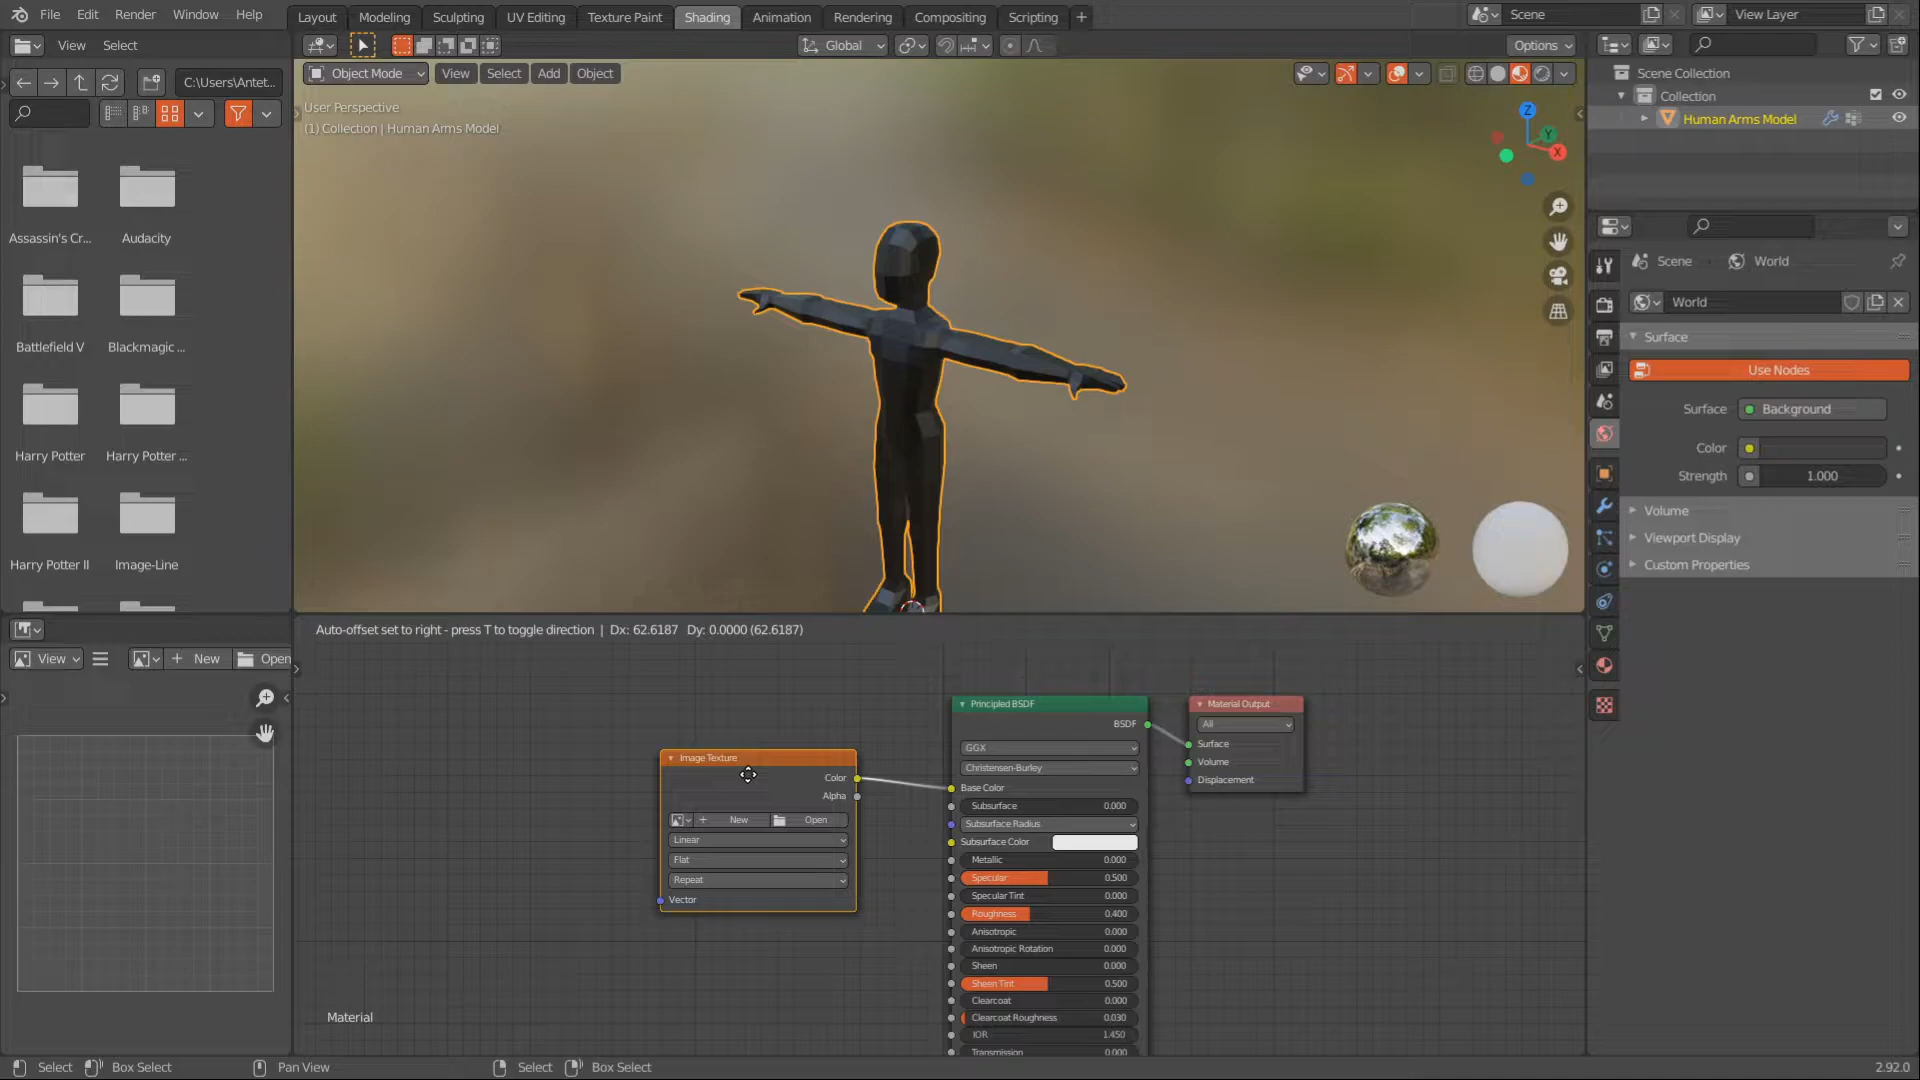 File Edit Render Window Help Layout Modeling Sculpting UV Editing Texture Paint Shading Animation Rendering Compositing Scripting + Scene View Layer
View Select
Global
Options
Object Mode View Select Add Object
C:\Users\Antet...
User Perspective
(1) Collection | Human Arms Model
Z
Y
X
Assassin's Cr... Audacity
Battlefield V Blackmagic ...
Harry Potter Harry Potter ...
Harry Potter II Image-Line
Scene Collection
Collection
Human Arms Model
Scene World
World
Surface
Use Nodes
Surface Background
Color
Strength 1.000
Volume
Viewport Display
Custom Properties
View New Open
Auto-offset set to right - press T to toggle direction | Dx: 62.6187 Dy: 0.0000 (62.6187)
Image Texture
Color
Alpha
New Open
Linear
Flat
Repeat
Vector
Principled BSDF
BSDF
GGX
Christensen-Burley
Base Color
Subsurface 0.000
Subsurface Radius
Subsurface Color
Metallic 0.000
Specular 0.500
Specular Tint 0.000
Roughness 0.400
Anisotropic 0.000
Anisotropic Rotation 0.000
Sheen 0.000
Sheen Tint 0.500
Clearcoat 0.000
Clearcoat Roughness 0.030
IOR 1.450
Transmission 0.000
Material Output
All
Surface
Volume
Displacement
Material
Select Box Select Pan View Select Box Select 2.92.0